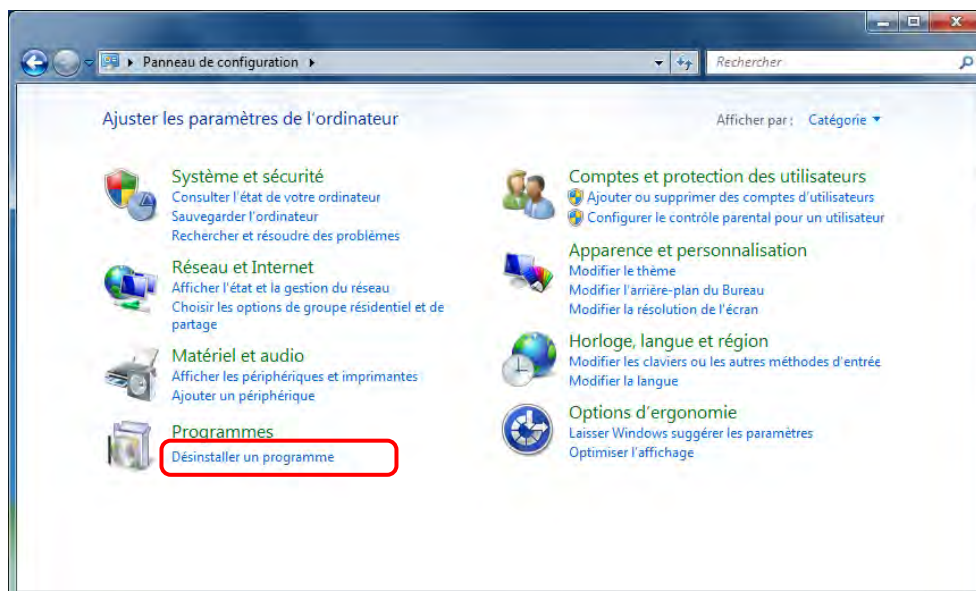 Panneau de configuration
Rechercher
Ajuster les paramètres de l'ordinateur
Afficher par :
Catégorie
Système et sécurité
Consulter l'état de votre ordinateur
Sauvegarder l'ordinateur
Rechercher et résoudre des problèmes
Réseau et Internet
Afficher l'état et la gestion du réseau
Choisir les options de groupe résidentiel et de
partage
Matériel et audio
Afficher les périphériques et imprimantes
Ajouter un périphérique
Programmes
Désinstaller un programme
Comptes et protection des utilisateurs
Ajouter ou supprimer des comptes d'utilisateurs
Configurer le contrôle parental pour un utilisateur
Apparence et personnalisation
Modifier le thème
Modifier l'arrière-plan du Bureau
Modifier la résolution de l'écran
Horloge, langue et région
Modifier les claviers ou les autres méthodes d'entrée
Modifier la langue
Options d'ergonomie
Laisser Windows suggérer les paramètres
Optimiser l'affichage